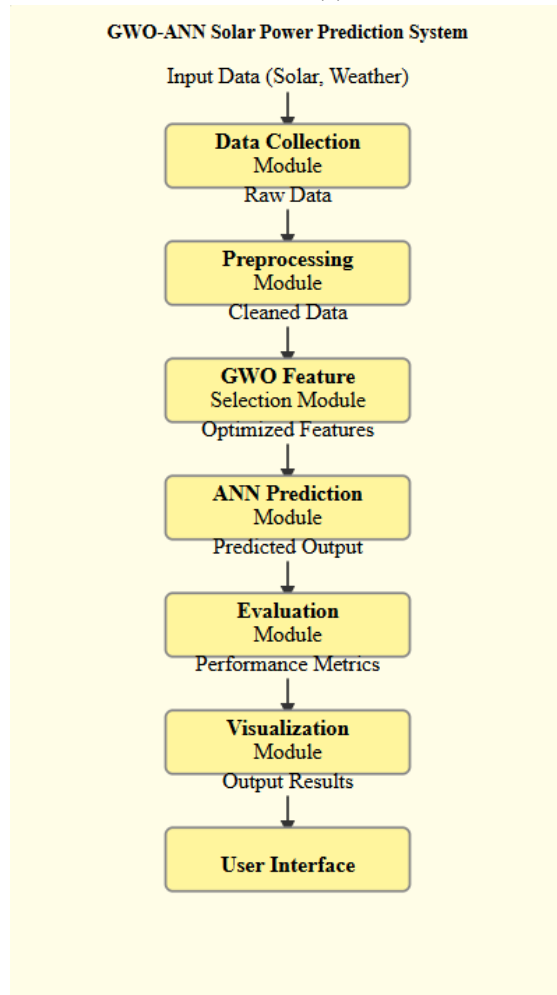 GWO-ANN Solar Power Prediction System
Input Data (Solar, Weather)
Data Collection
Module
Raw Data
Preprocessing
Module
Cleaned Data
GWO Feature
Selection Module
Optimized Features
ANN Prediction
Module
Predicted Output
Evaluation
Module
Performance Metrics
Visualization
Module
Output Results
User Interface